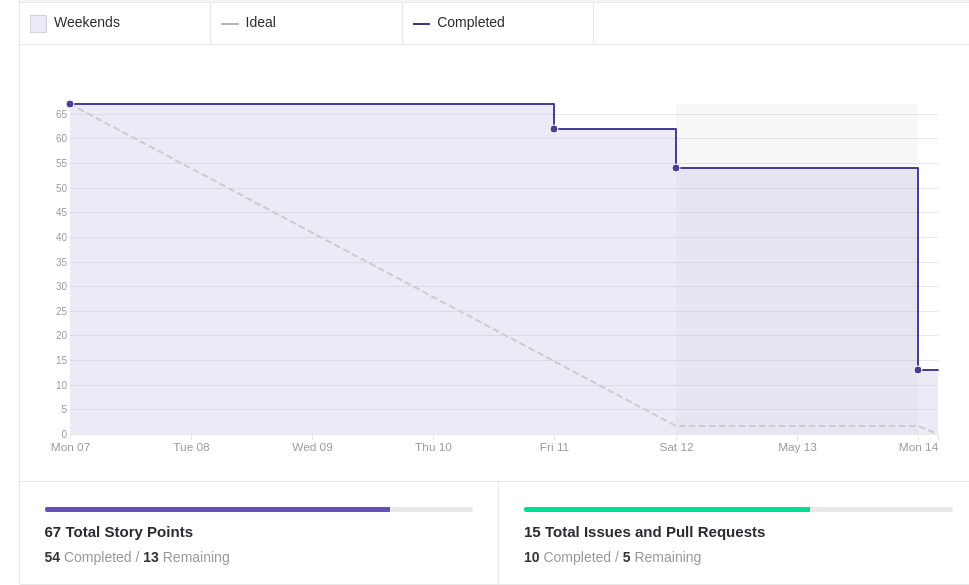 Weekends Ideal Completed
65
60
55
50
45
40
35
30
25
20
15
10
5
0
Mon 07 Tue 08 Wed 09 Thu 10 Fri 11 Sat 12 May 13 Mon 14
67 Total Story Points
54 Completed / 13 Remaining
15 Total Issues and Pull Requests
10 Completed / 5 Remaining